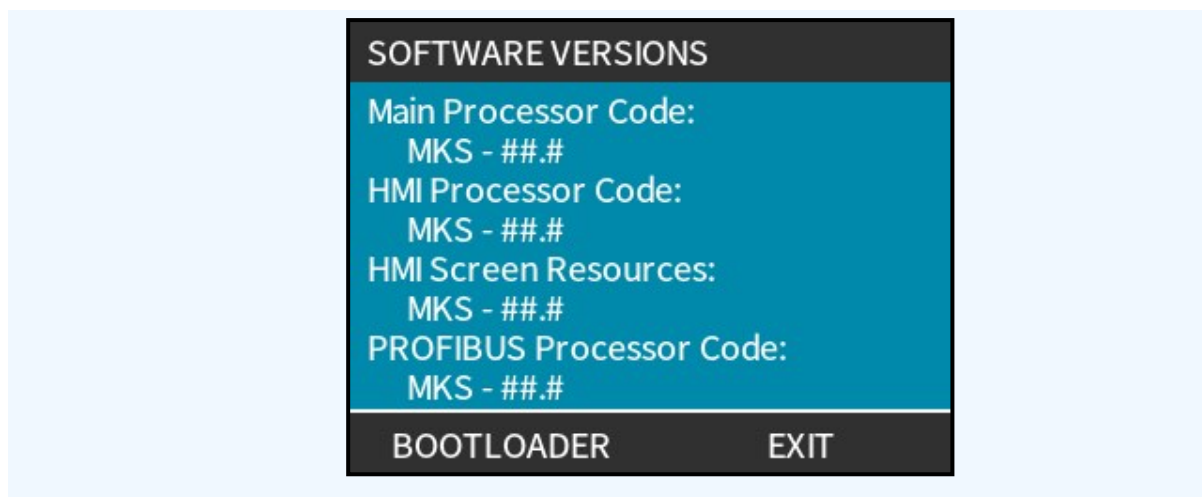 SOFTWARE VERSIONS
Main Processor Code:
MKS - ##.#
HMI Processor Code:
MKS - ##.#
HMI Screen Resources:
MKS - ##.#
PROFIBUS Processor Code:
MKS - ##.#
BOOTLOADER EXIT